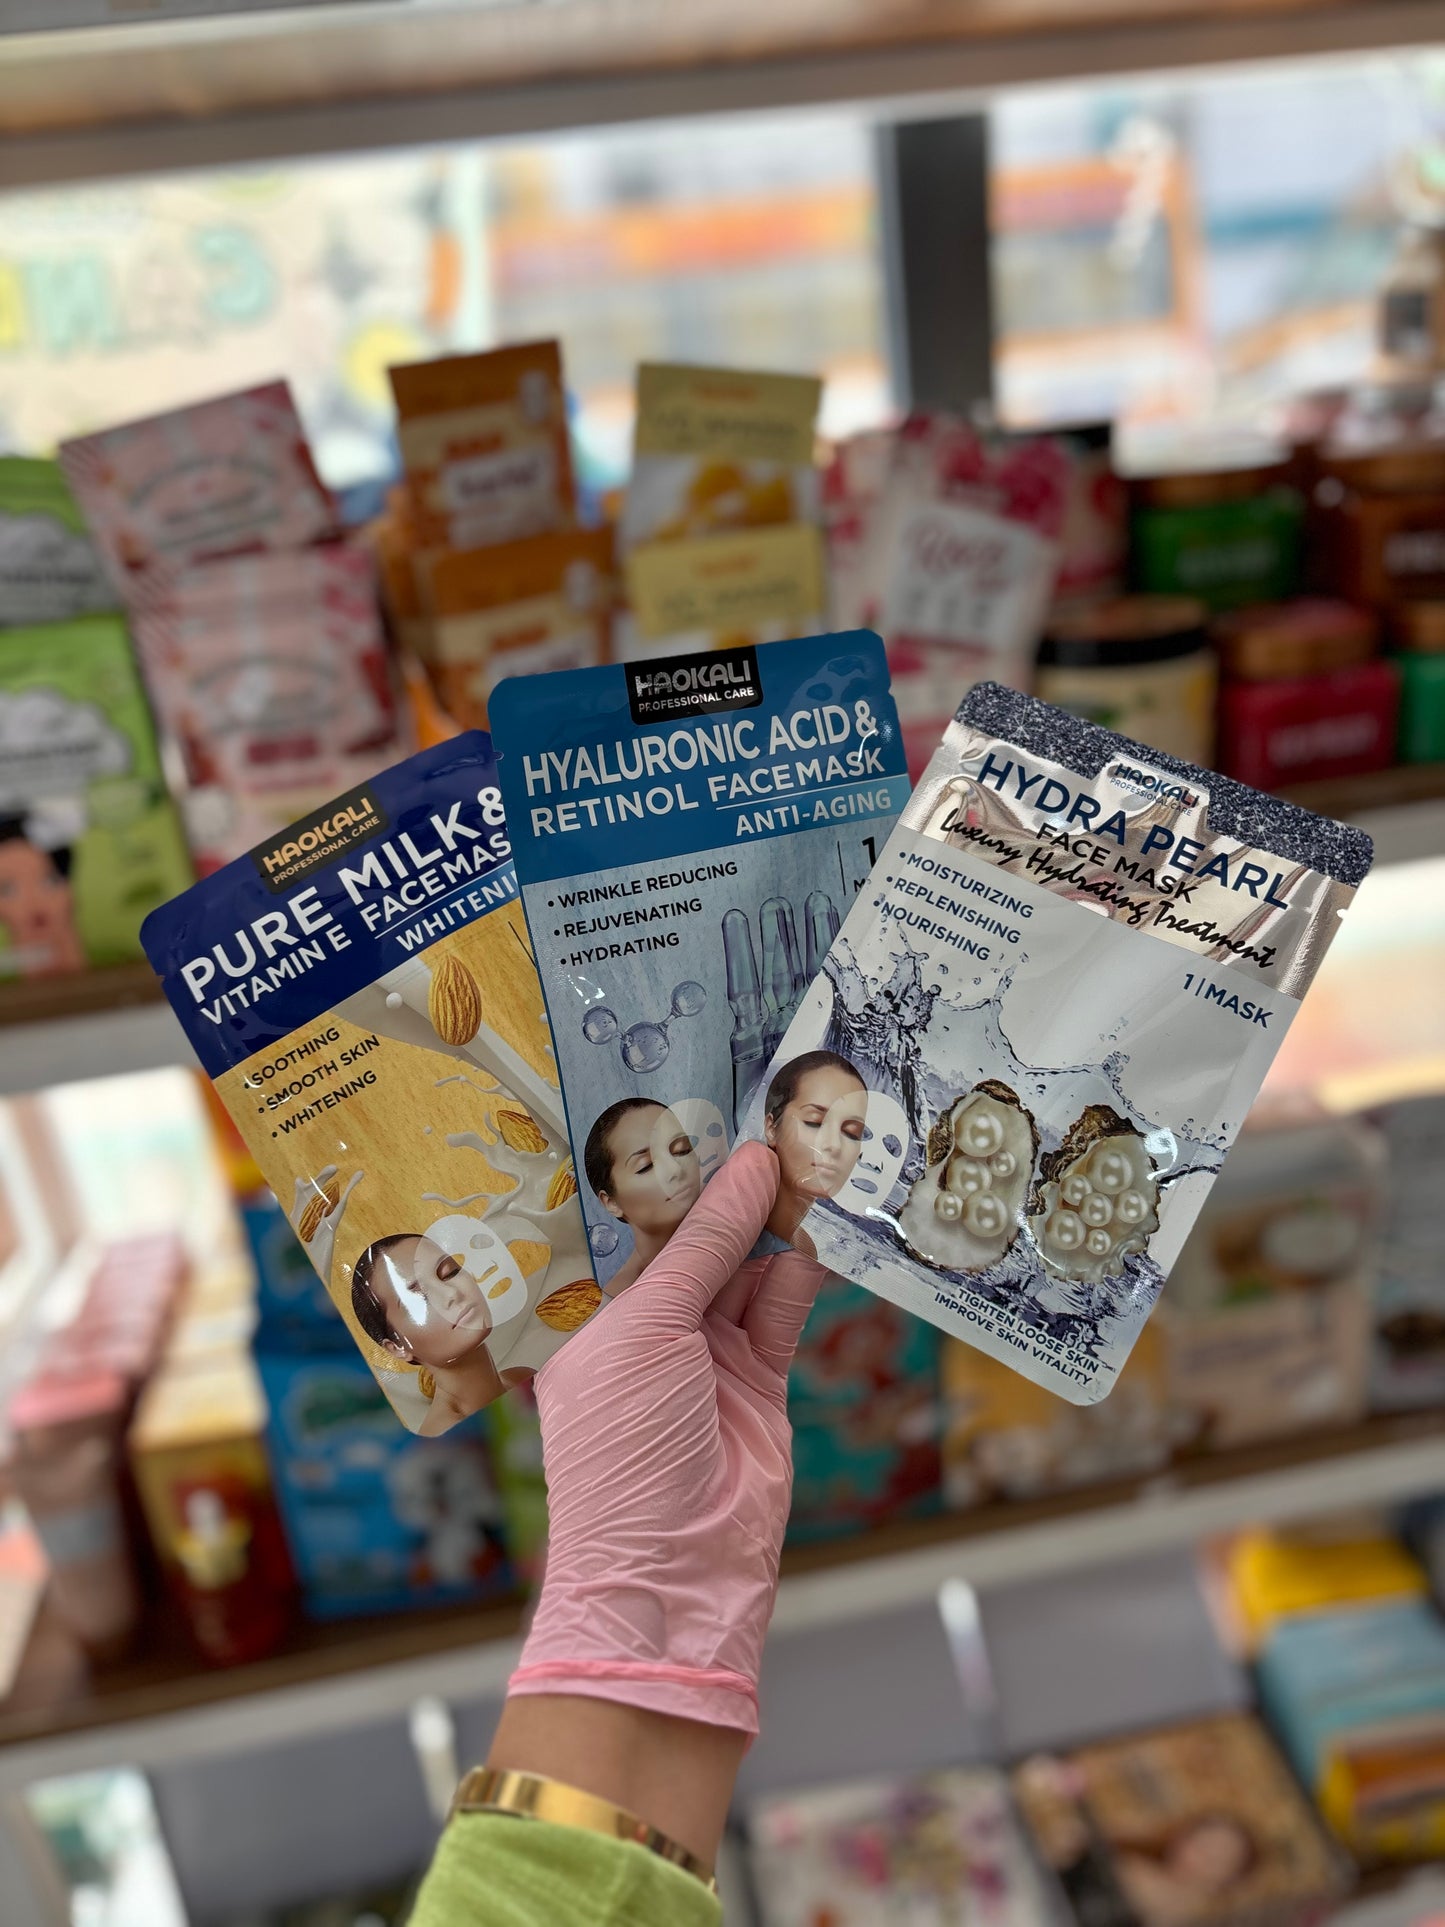 HAOKALI
PROFESSIONAL CARE
PURE MILK &
VITAMIN E FACEMAS
WHITENI
•SOOTHING
•SMOOTH SKIN
•WHITENING
HAOKALI
PROFESSIONAL CARE
HYALURONIC ACID &
RETINOL FACEMASK
ANTI-AGING
1
M
•WRINKLE REDUCING
•REJUVENATING
•HYDRATING
HAOKALI
PROFESSIONAL CARE
HYDRA PEARL
FACE MASK
Luxury Hydrating Treatment
•MOISTURIZING
•REPLENISHING
•NOURISHING
1|MASK
TIGHTEN LOOSE SKIN
IMPROVE SKIN VITALITY